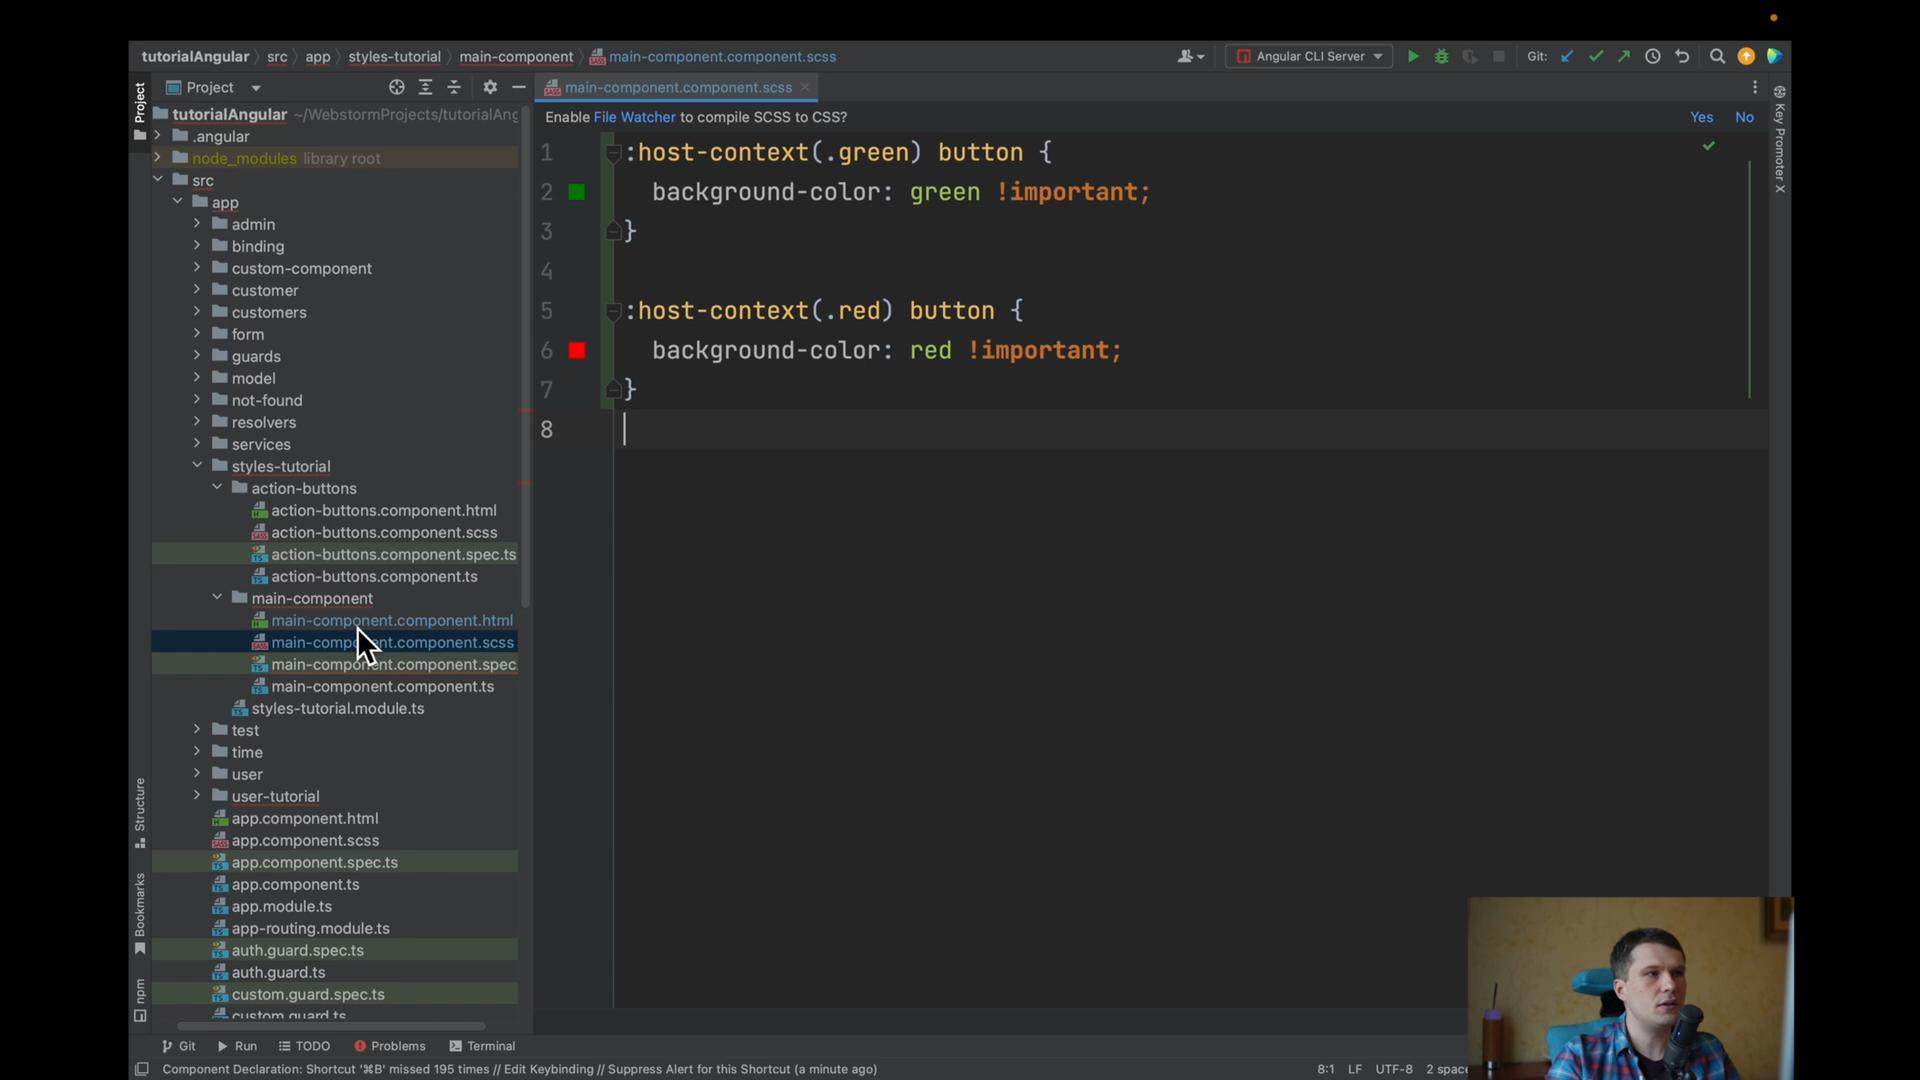 tutorialAngular src app styles-tutorial main-component main-component.component.scss Angular CLI Server Git:
Project
main-component.component.scss
Project
tutorialAngular ~/WebstormProjects/tutorialAng
.angular
node_modules library root
src
app
admin
binding
custom-component
customer
customers
form
guards
model
not-found
resolvers
services
styles-tutorial
action-buttons
action-buttons.component.html
action-buttons.component.scss
action-buttons.component.spec.ts
action-buttons.component.ts
main-component
main-component.component.html
main-component.component.scss
main-component.component.spec
main-component.component.ts
styles-tutorial.module.ts
test
time
user
user-tutorial
app.component.html
app.component.scss
app.component.spec.ts
app.component.ts
app.module.ts
app-routing.module.ts
auth.guard.spec.ts
auth.guard.ts
custom.guard.spec.ts
custom.guard.ts
Structure
Bookmarks
npm
Enable File Watcher to compile SCSS to CSS? Yes No
1 :host-context(.green) button {
2 background-color: green !important;
3 }
4
5 :host-context(.red) button {
6 background-color: red !important;
7 }
8
Key Promoter X
Git Run TODO Problems Terminal
Component Declaration: Shortcut '⌘B' missed 195 times // Edit Keybinding // Suppress Alert for this Shortcut (a minute ago) 8:1 LF UTF-8 2 space